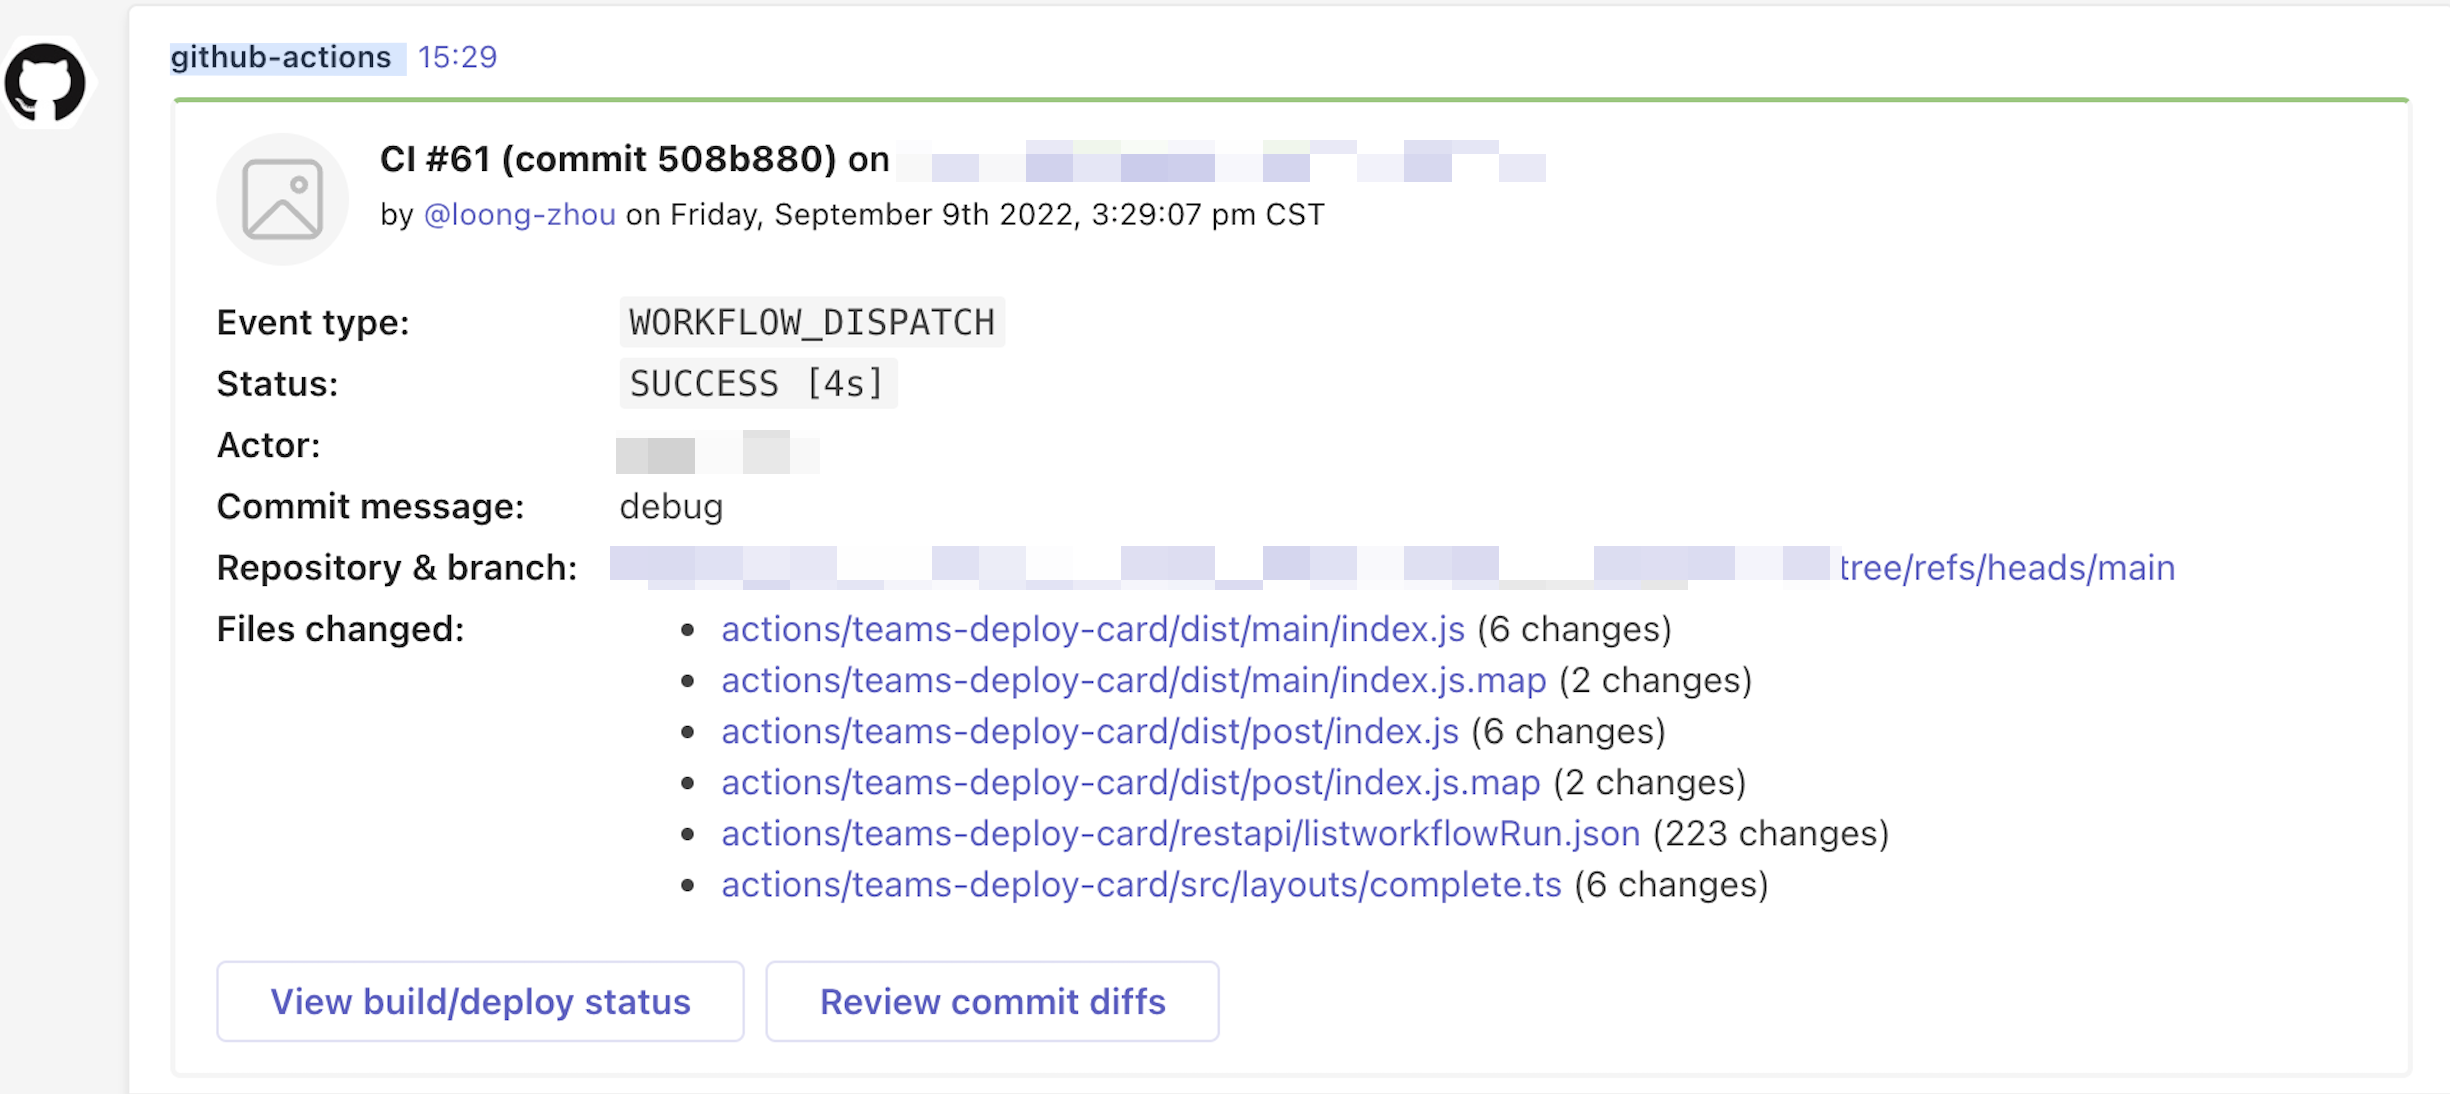 github-actions 15:29
CI #61 (commit 508b880) on
by @loong-zhou on Friday, September 9th 2022, 3:29:07 pm CST
Event type: WORKFLOW_DISPATCH
Status: SUCCESS [4s]
Actor:
Commit message: debug
Repository & branch: tree/refs/heads/main
Files changed:
• actions/teams-deploy-card/dist/main/index.js (6 changes)
• actions/teams-deploy-card/dist/main/index.js.map (2 changes)
• actions/teams-deploy-card/dist/post/index.js (6 changes)
• actions/teams-deploy-card/dist/post/index.js.map (2 changes)
• actions/teams-deploy-card/restapi/listworkflowRun.json (223 changes)
• actions/teams-deploy-card/src/layouts/complete.ts (6 changes)
View build/deploy status Review commit diffs